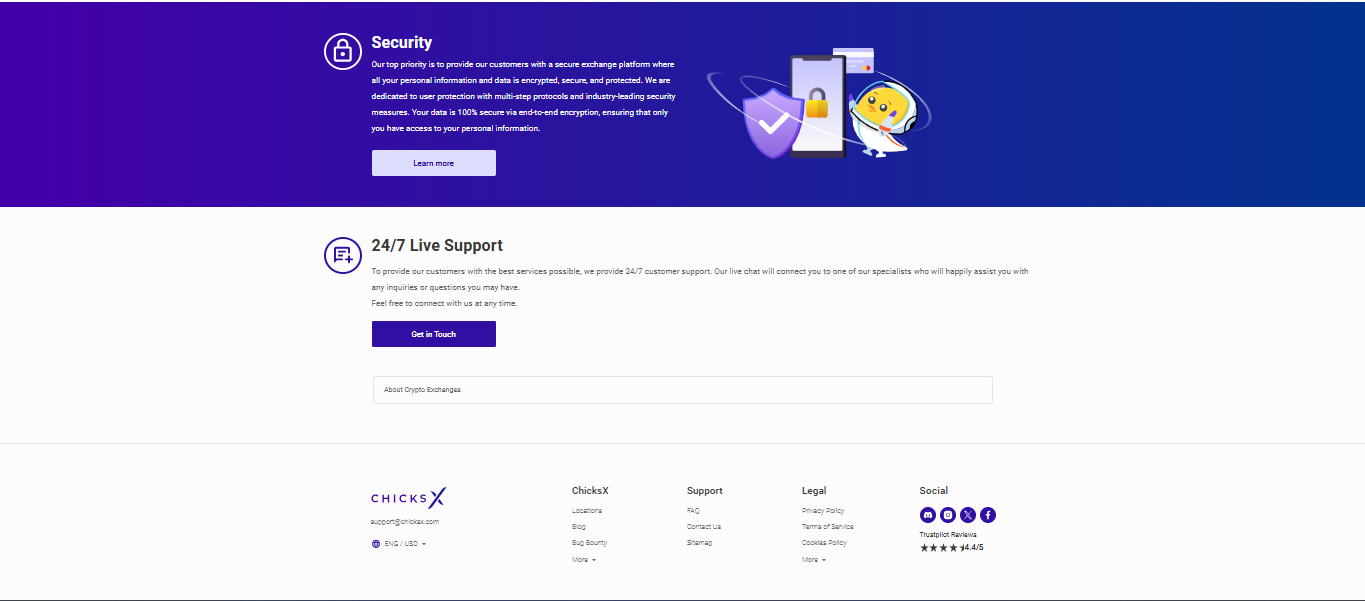 Security
Our top priority is to provide our customers with a secure exchange platform where
all your personal information and data is encrypted, secure, and protected. We are
dedicated to user protection with multi-step protocols and industry-leading security
measures. Your data is 100% secure via end-to-end encryption, ensuring that only
you have access to your personal information.
Learn more
24/7 Live Support
To provide our customers with the best services possible, we provide 24/7 customer support. Our live chat will connect you to one of our specialists who will happily assist you with
any inquiries or questions you may have.
Feel free to connect with us at any time.
Get in Touch
About Crypto Exchanges
CHICKSX
support@chicksx.com
ENG / USD
ChicksX
Locations
Blog
Bug Bounty
More
Support
FAQ
Contact Us
Sitemap
Legal
Privacy Policy
Terms of Service
Cookies Policy
More
Social
Trustpilot Reviews
4.4/5